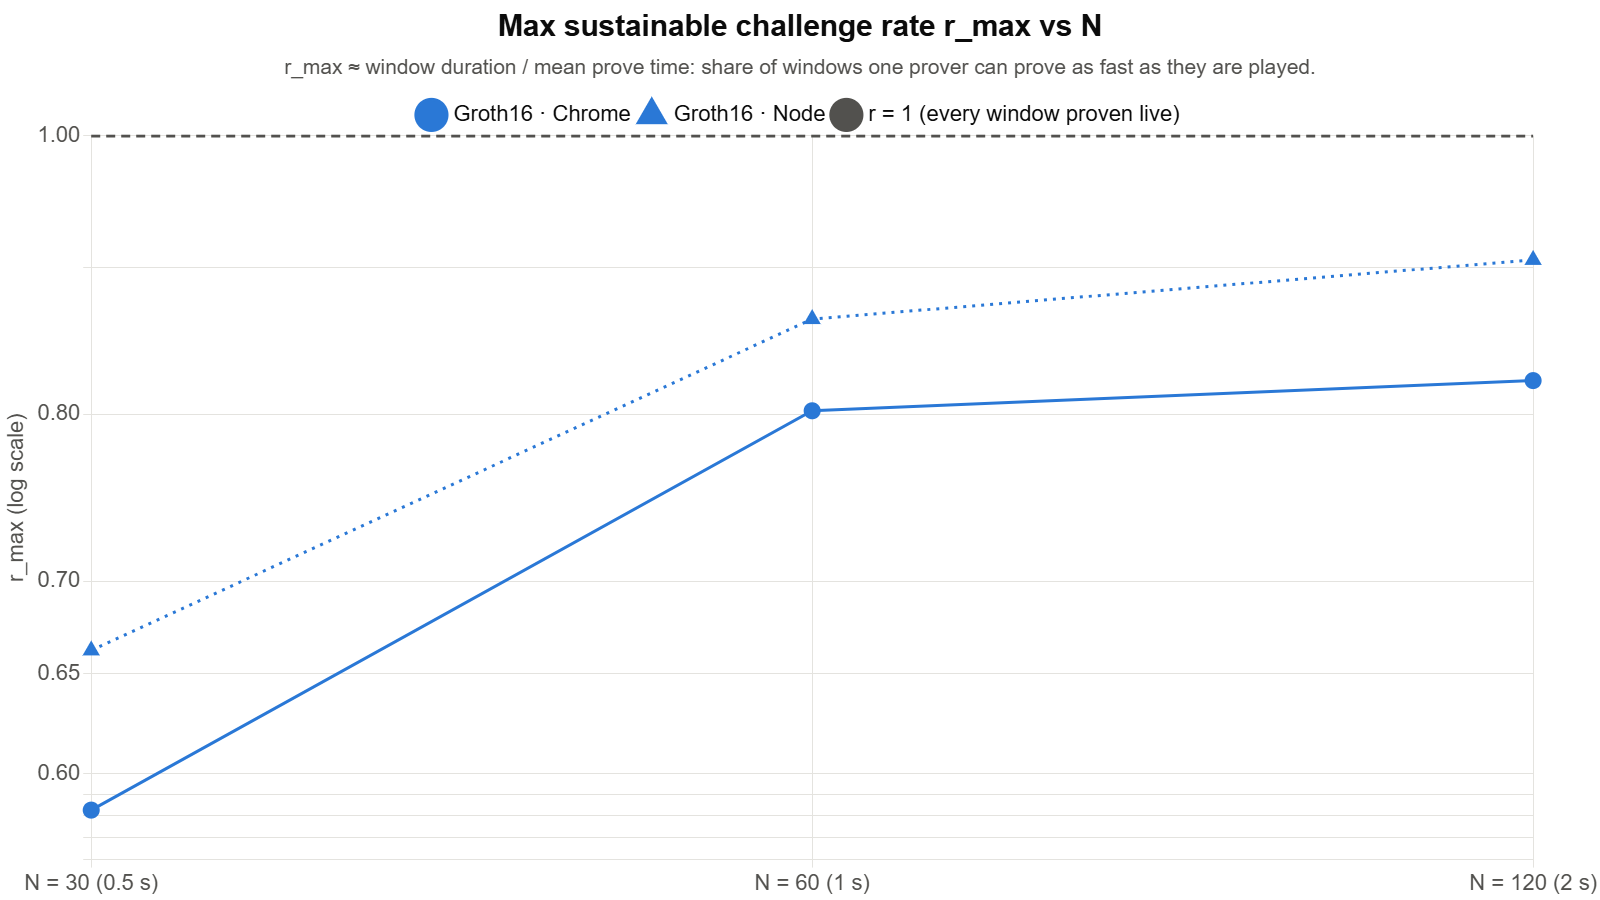 Max sustainable challenge rate r_max vs N
r_max ≈ window duration / mean prove time: share of windows one prover can prove as fast as they are played.
Groth16 · Chrome
Groth16 · Node
r = 1 (every window proven live)
1.00
0.80
0.70
0.65
0.60
r_max (log scale)
N = 30 (0.5 s)
N = 60 (1 s)
N = 120 (2 s)